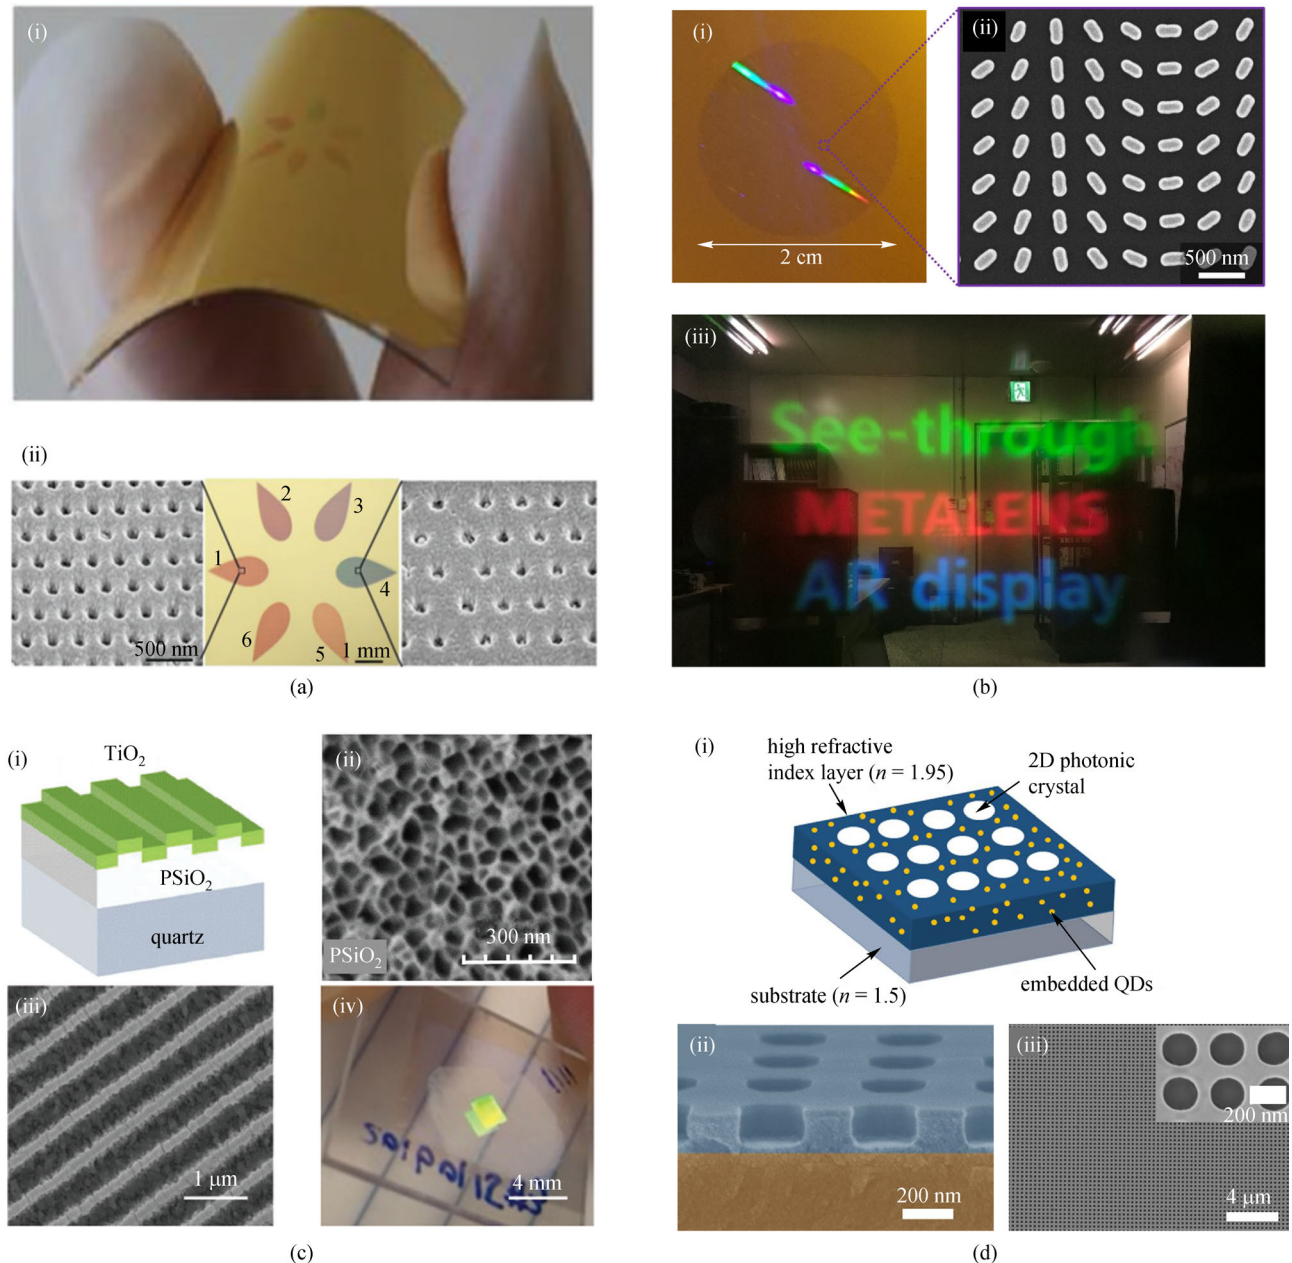 (i)
(ii)
1
2
3
4
5
6
500 nm
1 mm
(a)
(i)
2 cm
(ii)
500 nm
(iii)
See-through
METALENS
AR display
(b)
(i)
TiO₂
PSiO₂
quartz
(ii)
PSiO₂
300 nm
(iii)
1 μm
(iv)
4 mm
(c)
(i)
high refractive
index layer (n = 1.95)
2D photonic
crystal
substrate (n = 1.5)
embedded QDs
(ii)
200 nm
(iii)
200 nm
4 μm
(d)